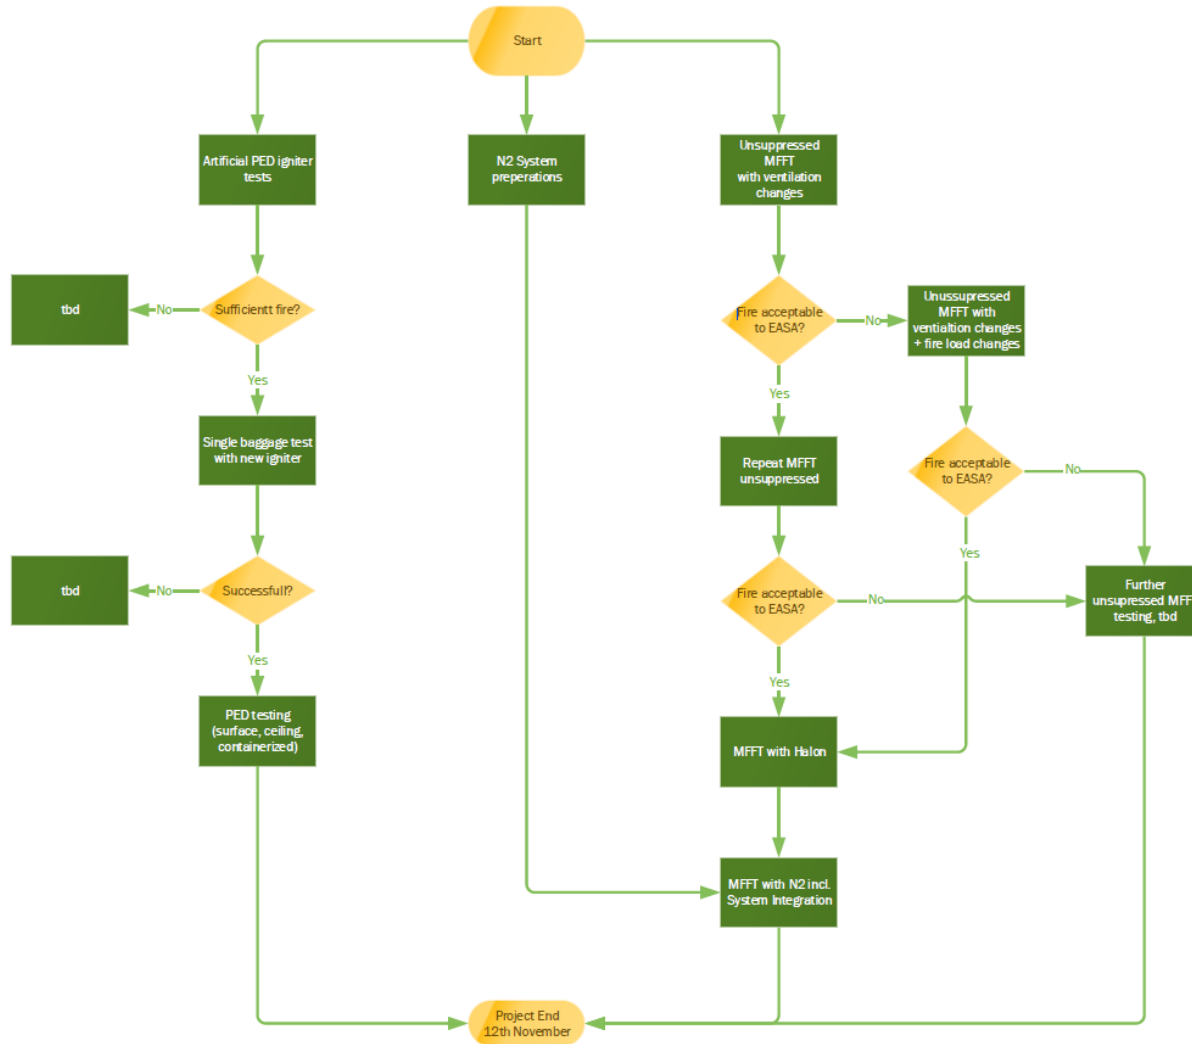 Start
Artificial PED igniter
tests
N2 System
preperations
Unsuppressed
MFFT
with ventilation
changes
tbd
No
Sufficientt fire?
Fire acceptable
to EASA?
No
Unussupressed
MFFT with
ventialtion changes
+ fire load changes
Yes
Yes
Single baggage test
with new igniter
Repeat MFFT
unsuppressed
Fire acceptable
to EASA?
No
Yes
tbd
No
Successfull?
Fire acceptable
to EASA?
No
Further
unsupressed MFF
testing, tbd
Yes
Yes
PED testing
(surface, ceiling,
containerized)
MFFT with Halon
MFFT with N2 incl.
System Integration
Project End
12th November